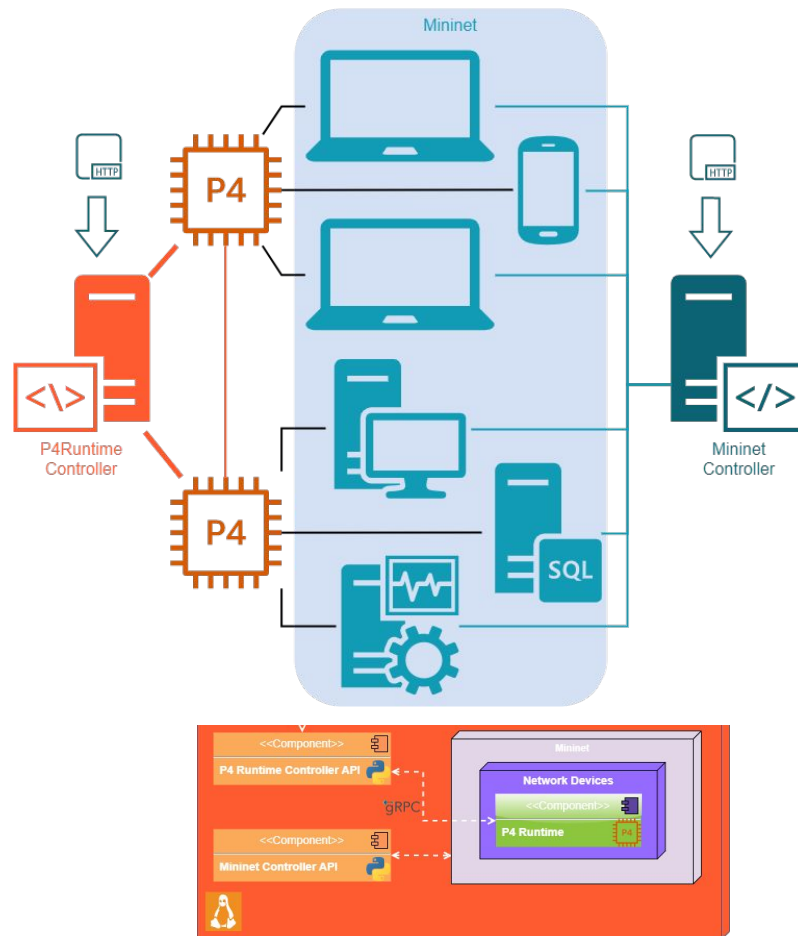 Mininet
HTTP
HTTP
P4
<\>
</>
P4Runtime
Controller
Mininet
Controller
P4
SQL
<<Component>>
P4 Runtime Controller API
gRPC
<<Component>>
Mininet Controller API
Mininet
Network Devices
<<Component>>
P4 Runtime
P4